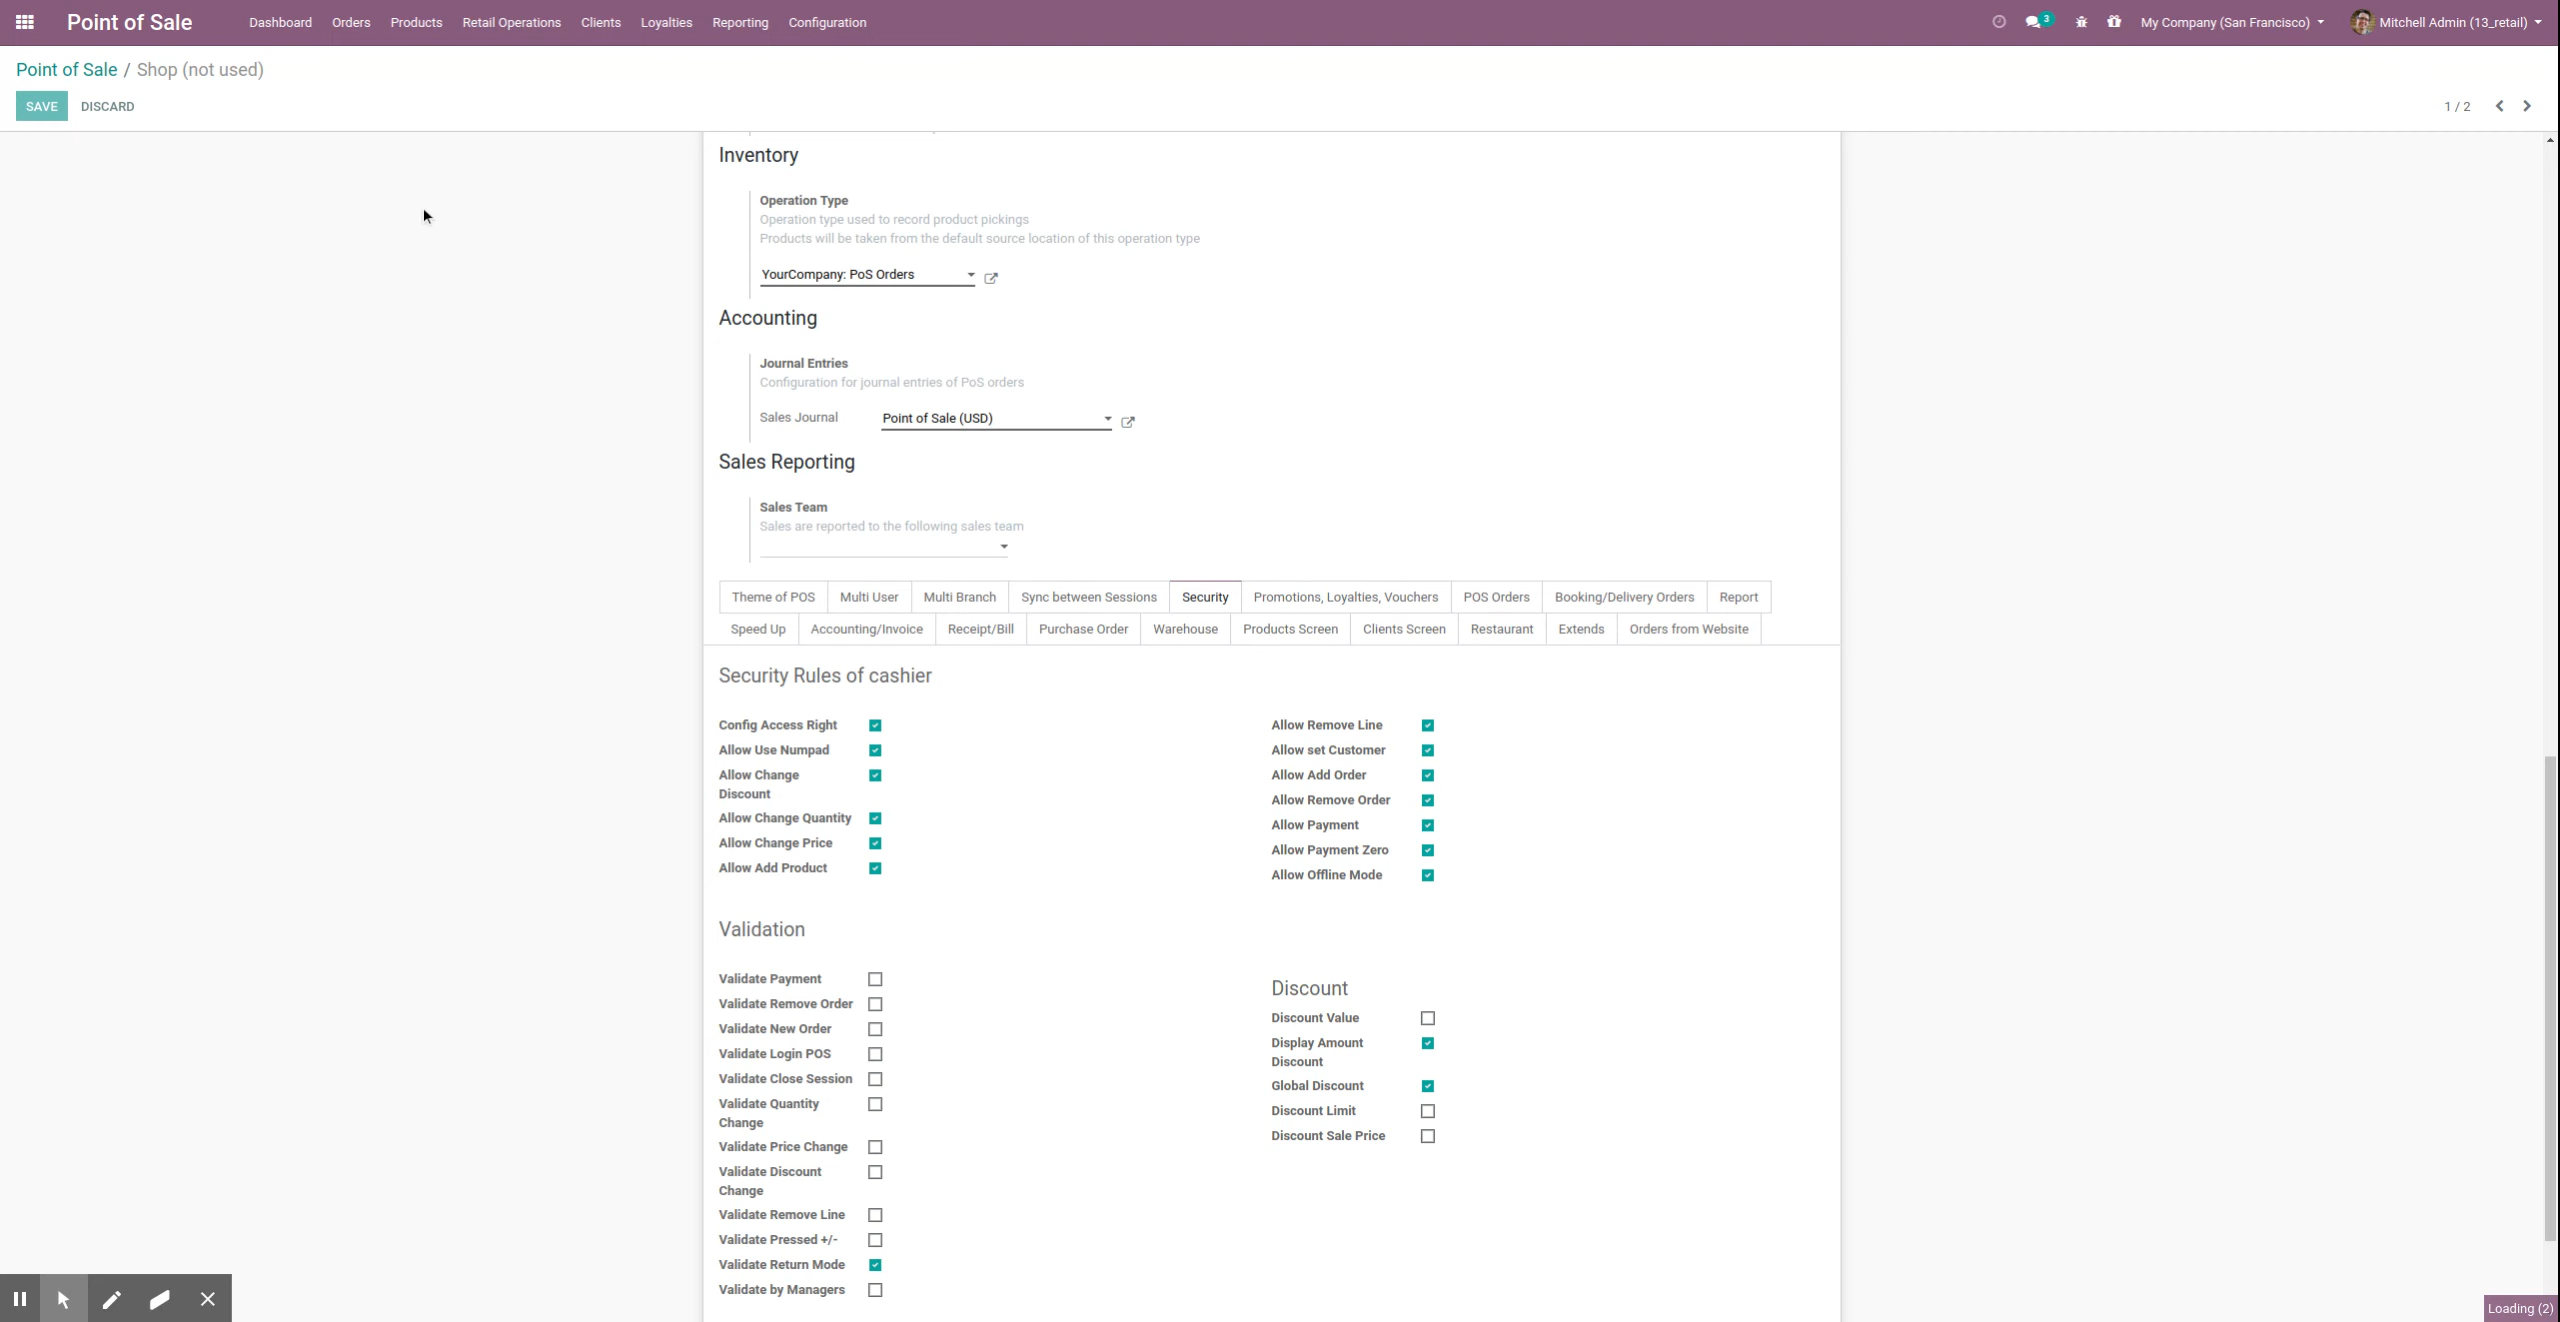 Point of Sale Dashboard Orders Products Retail Operations Clients Loyalties Reporting Configuration 3 My Company (San Francisco) Mitchell Admin (13_retail)
Point of Sale / Shop (not used)
SAVE DISCARD 1 / 2
Inventory
Operation Type
Operation type used to record product pickings
Products will be taken from the default source location of this operation type
YourCompany: PoS Orders
Accounting
Journal Entries
Configuration for journal entries of PoS orders
Sales Journal Point of Sale (USD)
Sales Reporting
Sales Team
Sales are reported to the following sales team
Theme of POS Multi User Multi Branch Sync between Sessions Security Promotions, Loyalties, Vouchers POS Orders Booking/Delivery Orders Report
Speed Up Accounting/Invoice Receipt/Bill Purchase Order Warehouse Products Screen Clients Screen Restaurant Extends Orders from Website
Security Rules of cashier
Config Access Right
Allow Use Numpad
Allow Change
Discount
Allow Change Quantity
Allow Change Price
Allow Add Product
Allow Remove Line
Allow set Customer
Allow Add Order
Allow Remove Order
Allow Payment
Allow Payment Zero
Allow Offline Mode
Validation
Validate Payment
Validate Remove Order
Validate New Order
Validate Login POS
Validate Close Session
Validate Quantity
Change
Validate Price Change
Validate Discount
Change
Validate Remove Line
Validate Pressed +/-
Validate Return Mode
Validate by Managers
Discount
Discount Value
Display Amount
Discount
Global Discount
Discount Limit
Discount Sale Price
Loading (2)